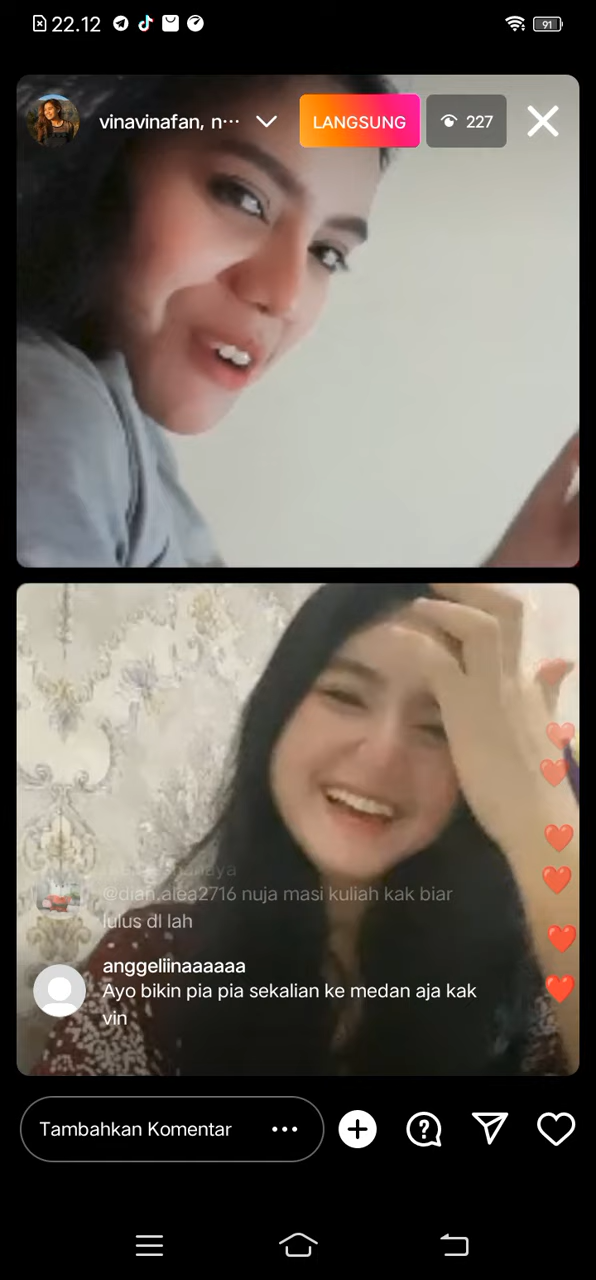 22.12
91
vinavinafan, n...
LANGSUNG
227
@dian.alea2716 nuja masi kuliah kak biar
lulus dl lah
anggeliinaaaaaa
Ayo bikin pia pia sekalian ke medan aja kak
vin
Tambahkan Komentar